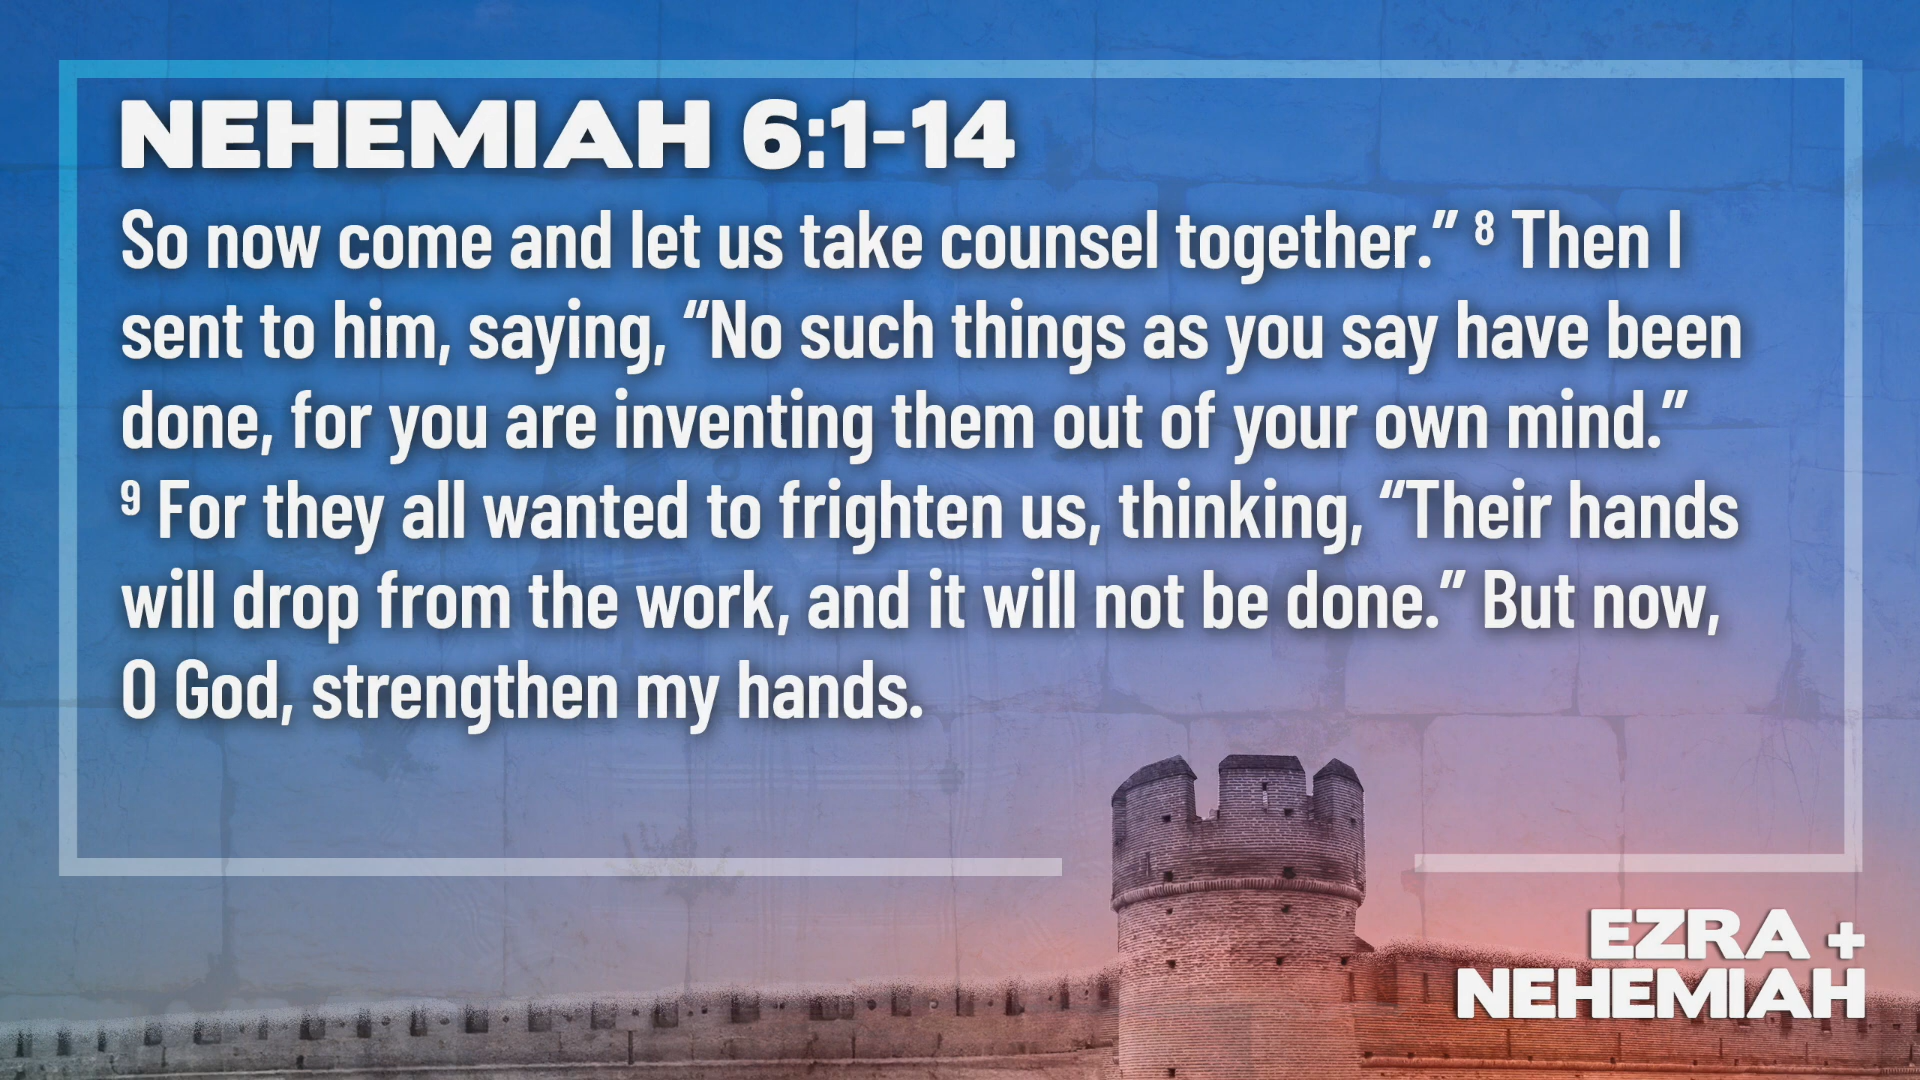 NEHEMIAH 6:1-14
So now come and let us take counsel together.” ⁸ Then I
sent to him, saying, “No such things as you say have been
done, for you are inventing them out of your own mind.”
⁹ For they all wanted to frighten us, thinking, “Their hands
will drop from the work, and it will not be done.” But now,
O God, strengthen my hands.
EZRA +
NEHEMIAH